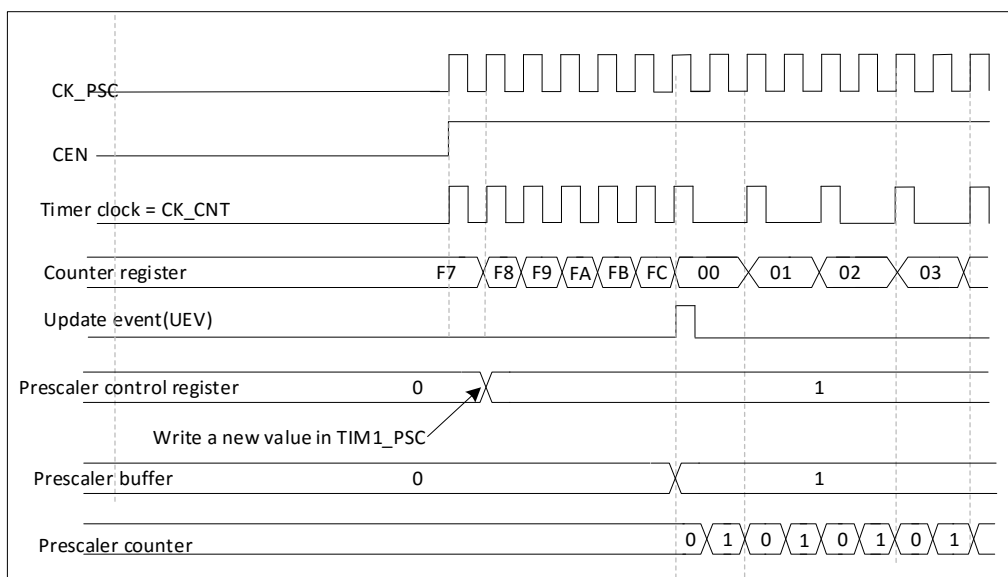 CK_PSC
CEN
Timer clock = CK_CNT
Counter register F7 F8 F9 FA FB FC 00 01 02 03
Update event(UEV)
Prescaler control register 0 1
Write a new value in TIM1_PSC
Prescaler buffer 0 1
Prescaler counter 0 1 0 1 0 1 0 1